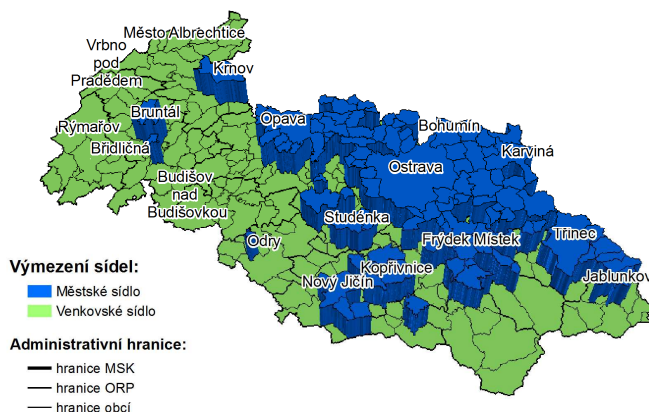 Město Albrechtice
Vrbno
pod
Pradědem
Krnov
Bruntál
Rýmařov
Břidličná
Opava
Bohumín
Karviná
Ostrava
Budišov
nad
Budišovkou
Studénka
Odry
Frýdek Místek
Třinec
Kopřivnice
Nový Jičín
Jablunkov
Výmezení sídel:
Městské sídlo
Venkovské sídlo
Administrativní hranice:
hranice MSK
hranice ORP
hranice obcí